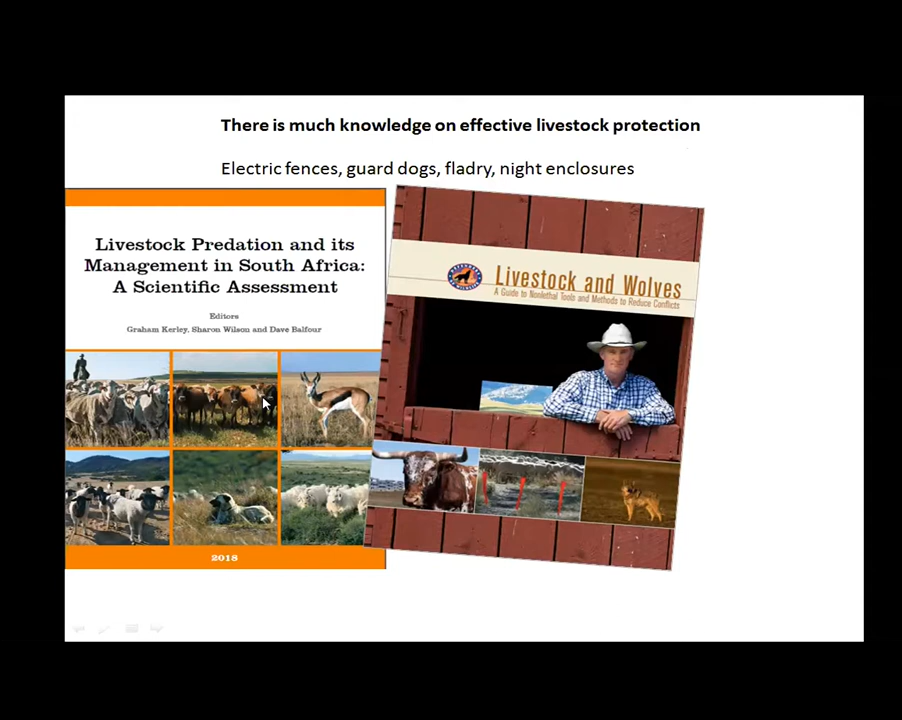 There is much knowledge on effective livestock protection
Electric fences, guard dogs, fladry, night enclosures
Livestock Predation and its
Management in South Africa:
A Scientific Assessment
Editors
Graham Kerley, Sharon Wilson and Dave Balfour
2018
Livestock and Wolves
A Guide to Nonlethal Tools and Methods to Reduce Conflicts